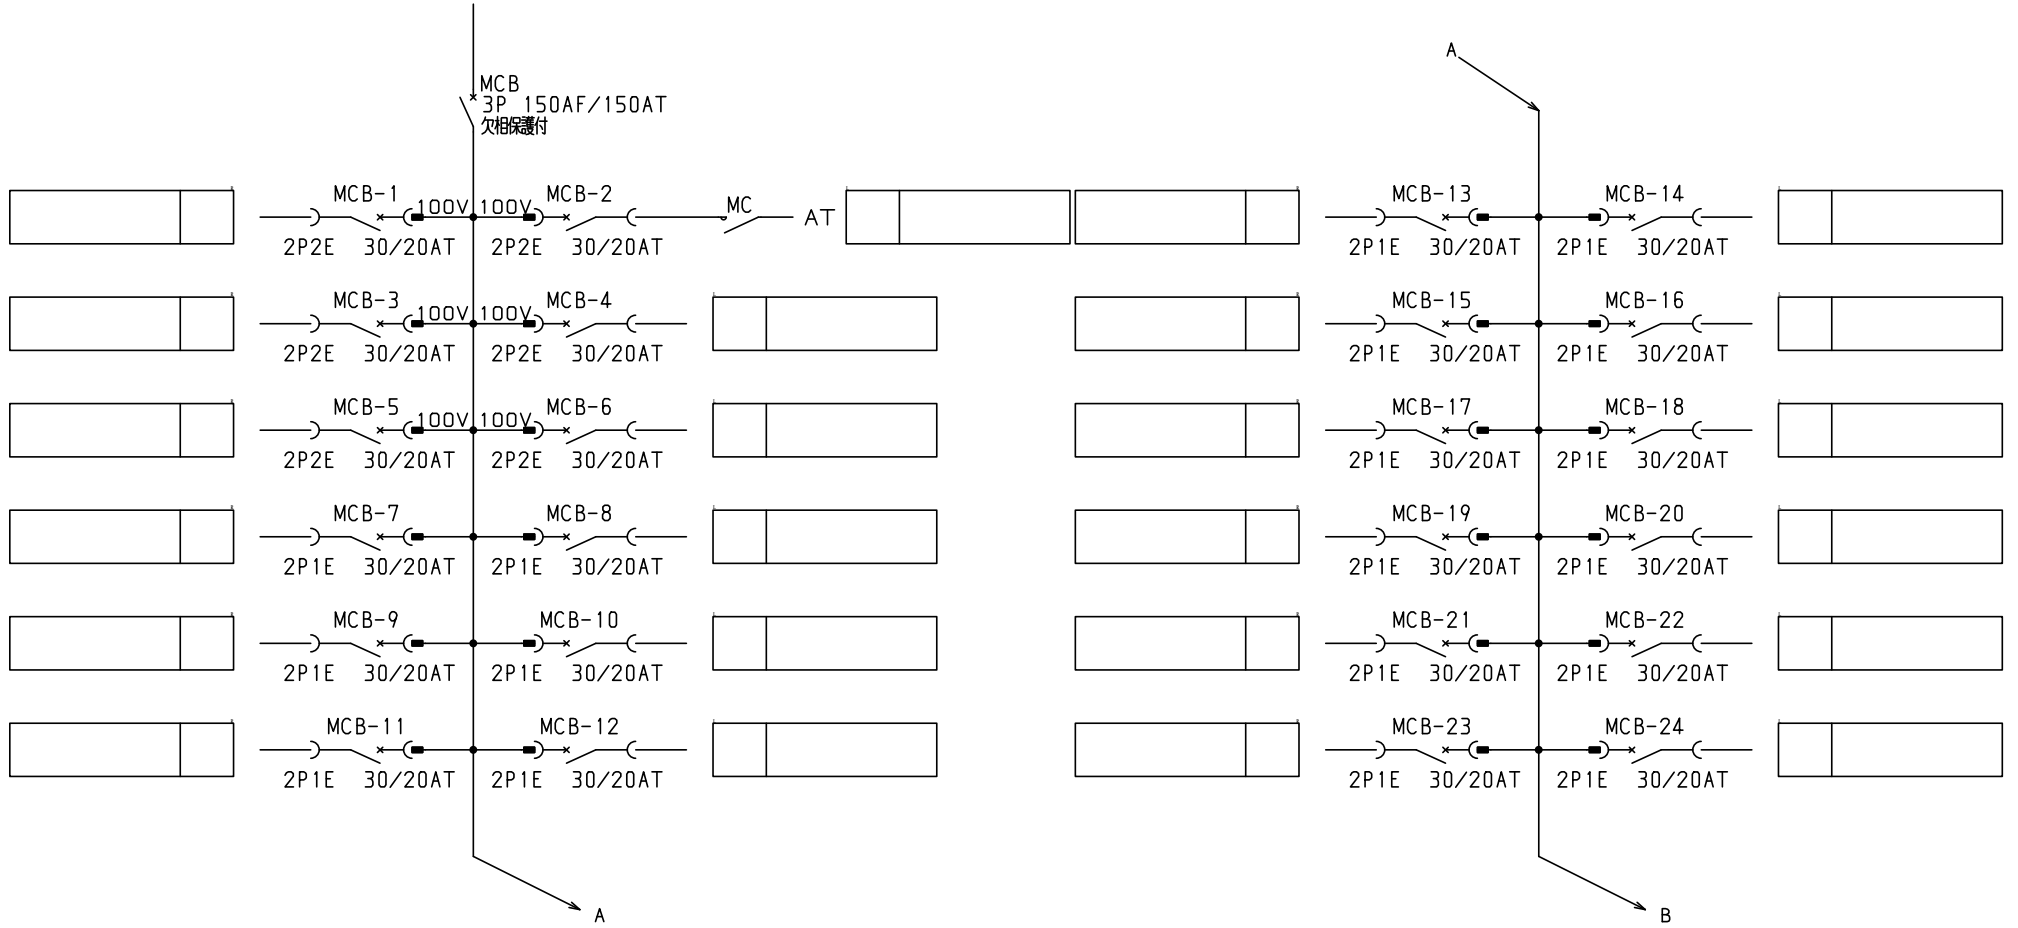 MCB
3P 150AF/150AT
欠相保護付
MCB-1
100V
100V
MCB-2
MC
AT
2P2E 30/20AT
2P2E 30/20AT
MCB-3
100V
100V
MCB-4
2P2E 30/20AT
2P2E 30/20AT
MCB-5
100V
100V
MCB-6
2P2E 30/20AT
2P2E 30/20AT
MCB-7
MCB-8
2P1E 30/20AT
2P1E 30/20AT
MCB-9
MCB-10
2P1E 30/20AT
2P1E 30/20AT
MCB-11
MCB-12
2P1E 30/20AT
2P1E 30/20AT
A
A
MCB-13
MCB-14
2P1E 30/20AT
2P1E 30/20AT
MCB-15
MCB-16
2P1E 30/20AT
2P1E 30/20AT
MCB-17
MCB-18
2P1E 30/20AT
2P1E 30/20AT
MCB-19
MCB-20
2P1E 30/20AT
2P1E 30/20AT
MCB-21
MCB-22
2P1E 30/20AT
2P1E 30/20AT
MCB-23
MCB-24
2P1E 30/20AT
2P1E 30/20AT
B